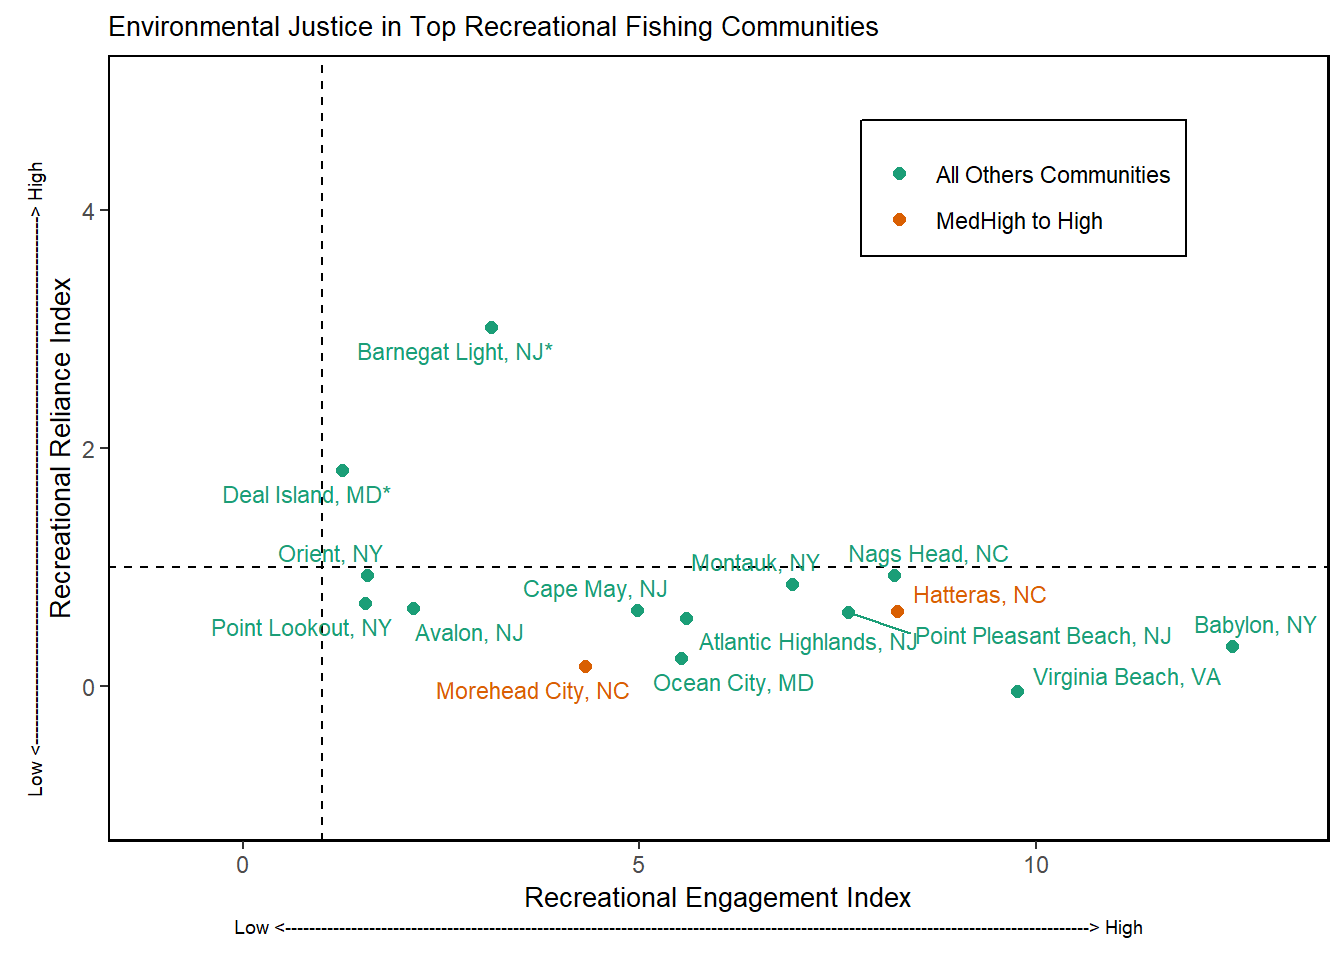 Environmental Justice in Top Recreational Fishing Communities
All Others Communities
MedHigh to High
Low <----------------------------------------------------------------------------------------> High
Recreational Reliance Index
4
2
0
Barnegat Light, NJ*
Deal Island, MD*
Orient, NY
Montauk, NY
Nags Head, NC
Cape May, NJ
Hatteras, NC
Point Lookout, NY
Avalon, NJ
Atlantic Highlands, NJ
Point Pleasant Beach, NJ
Babylon, NY
Morehead City, NC
Ocean City, MD
Virginia Beach, VA
0
5
10
Recreational Engagement Index
Low <----------------------------------------------------------------------------------------------------------------------------------------> High